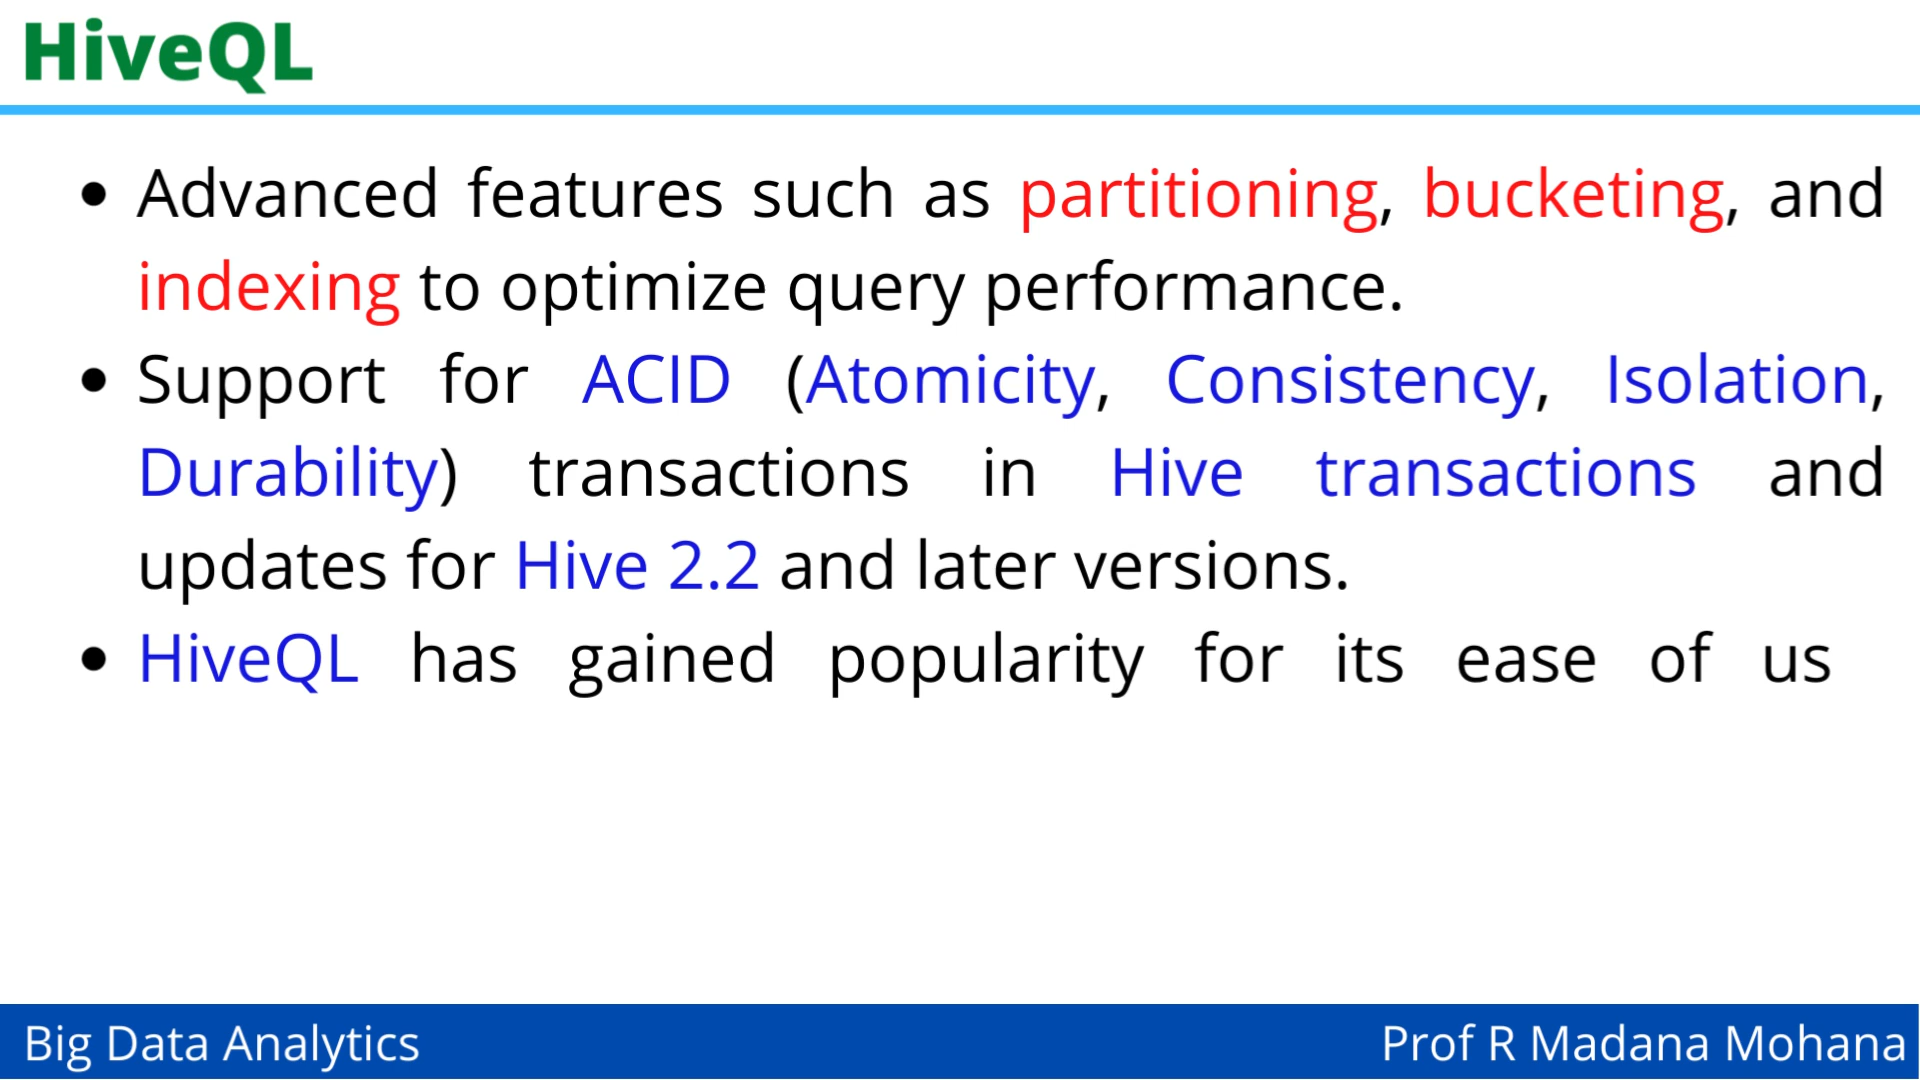 HiveQL
• Advanced features such as partitioning, bucketing, and
indexing to optimize query performance.
• Support for ACID (Atomicity, Consistency, Isolation,
Durability) transactions in Hive transactions and
updates for Hive 2.2 and later versions.
• HiveQL has gained popularity for its ease of us
Big Data Analytics
Prof R Madana Mohana